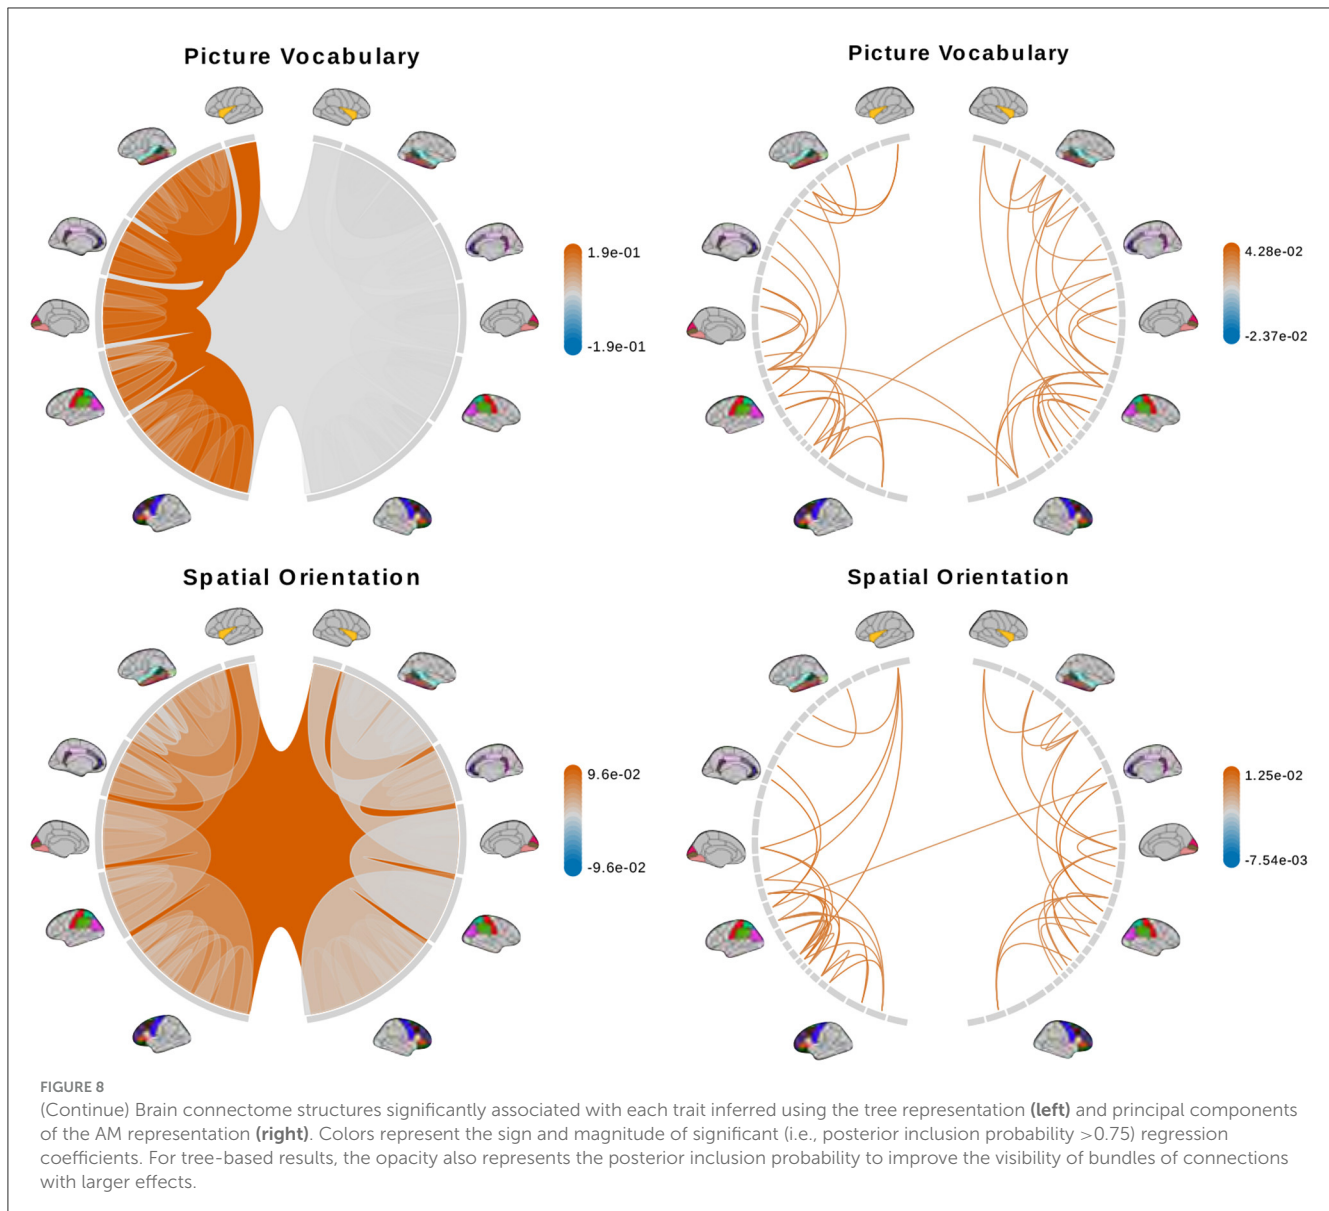 Picture Vocabulary
Picture Vocabulary
1.9e-01
-1.9e-01
4.28e-02
-2.37e-02
Spatial Orientation
Spatial Orientation
9.6e-02
-9.6e-02
1.25e-02
-7.54e-03
FIGURE 8
(Continue) Brain connectome structures significantly associated with each trait inferred using the tree representation (left) and principal components
of the AM representation (right). Colors represent the sign and magnitude of significant (i.e., posterior inclusion probability >0.75) regression
coefficients. For tree-based results, the opacity also represents the posterior inclusion probability to improve the visibility of bundles of connections
with larger effects.